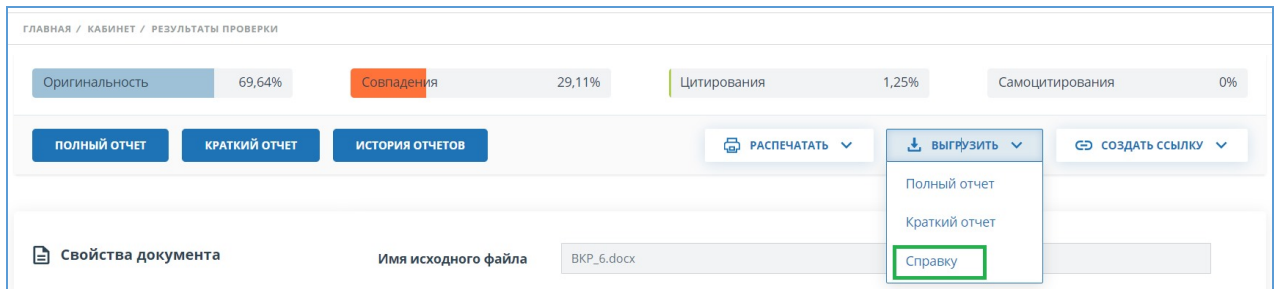 ГЛАВНАЯ / КАБИНЕТ / РЕЗУЛЬТАТЫ ПРОВЕРКИ
Оригинальность 69,64% Совпадения 29,11% Цитирования 1,25% Самоцитирования 0%
ПОЛНЫЙ ОТЧЕТ КРАТКИЙ ОТЧЕТ ИСТОРИЯ ОТЧЕТОВ РАСПЕЧАТАТЬ ВЫГРУЗИТЬ СОЗДАТЬ ССЫЛКУ
Полный отчет
Краткий отчет
Свойства документа Имя исходного файла ВКР_6.docx Справку